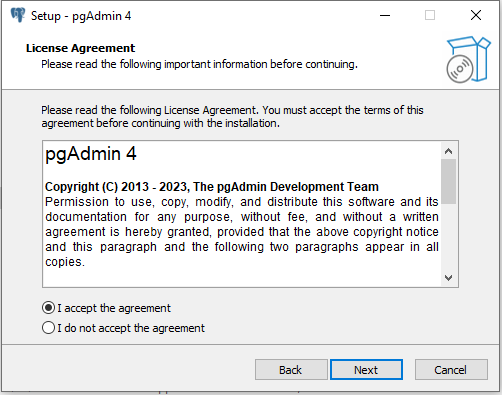 Setup - pgAdmin 4
License Agreement
Please read the following important information before continuing.
Please read the following License Agreement. You must accept the terms of this
agreement before continuing with the installation.
pgAdmin 4
Copyright (C) 2013 - 2023, The pgAdmin Development Team
Permission to use, copy, modify, and distribute this software and its
documentation for any purpose, without fee, and without a written
agreement is hereby granted, provided that the above copyright notice
and this paragraph and the following two paragraphs appear in all
copies.
I accept the agreement
I do not accept the agreement
Back Next Cancel